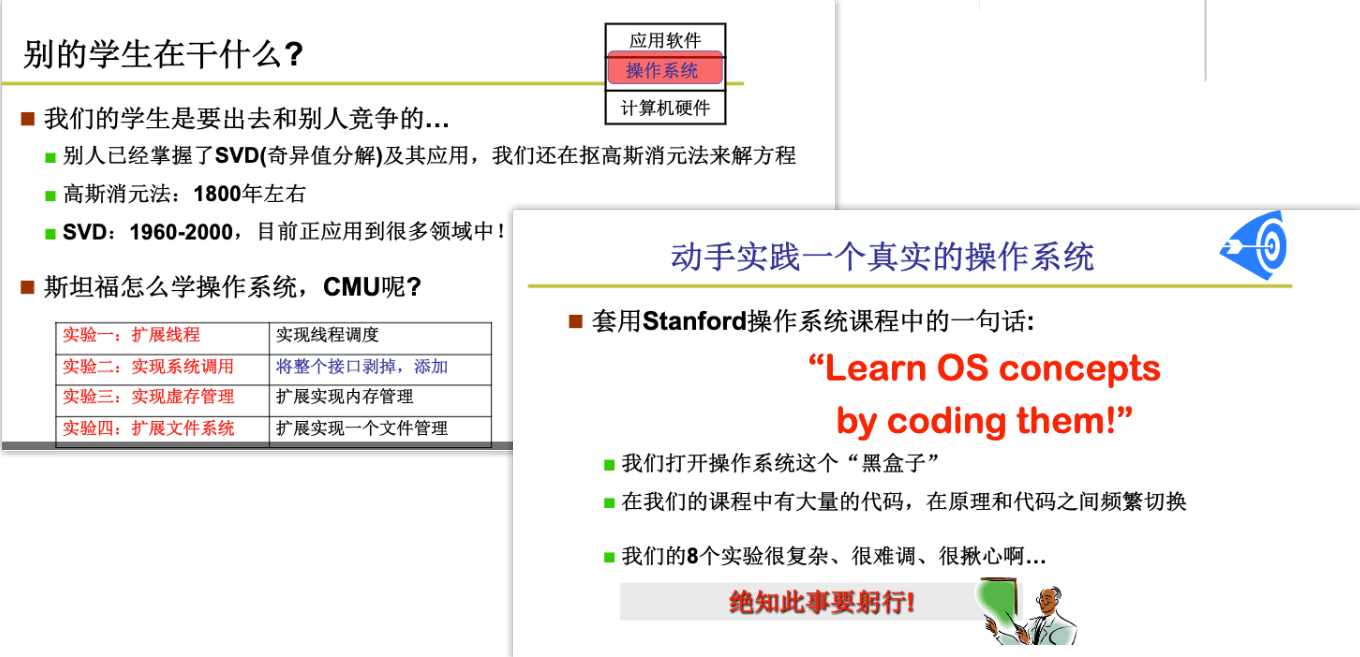 别的学生在干什么?
应用软件
操作系统
计算机硬件
我们的学生是要出去和别人竞争的…
别人已经掌握了SVD(奇异值分解)及其应用，我们还在抠高斯消元法来解方程
高斯消元法：1800年左右
SVD：1960-2000，目前正应用到很多领域中！
斯坦福怎么学操作系统，CMU呢?
实验一：扩展线程 实现线程调度
实验二：实现系统调用 将整个接口剥掉，添加
实验三：实现虚存管理 扩展实现内存管理
实验四：扩展文件系统 扩展实现一个文件管理
动手实践一个真实的操作系统
套用Stanford操作系统课程中的一句话:
“Learn OS concepts
by coding them!”
我们打开操作系统这个“黑盒子”
在我们的课程中有大量的代码，在原理和代码之间频繁切换
我们的8个实验很复杂、很难调、很揪心啊…
绝知此事要躬行!